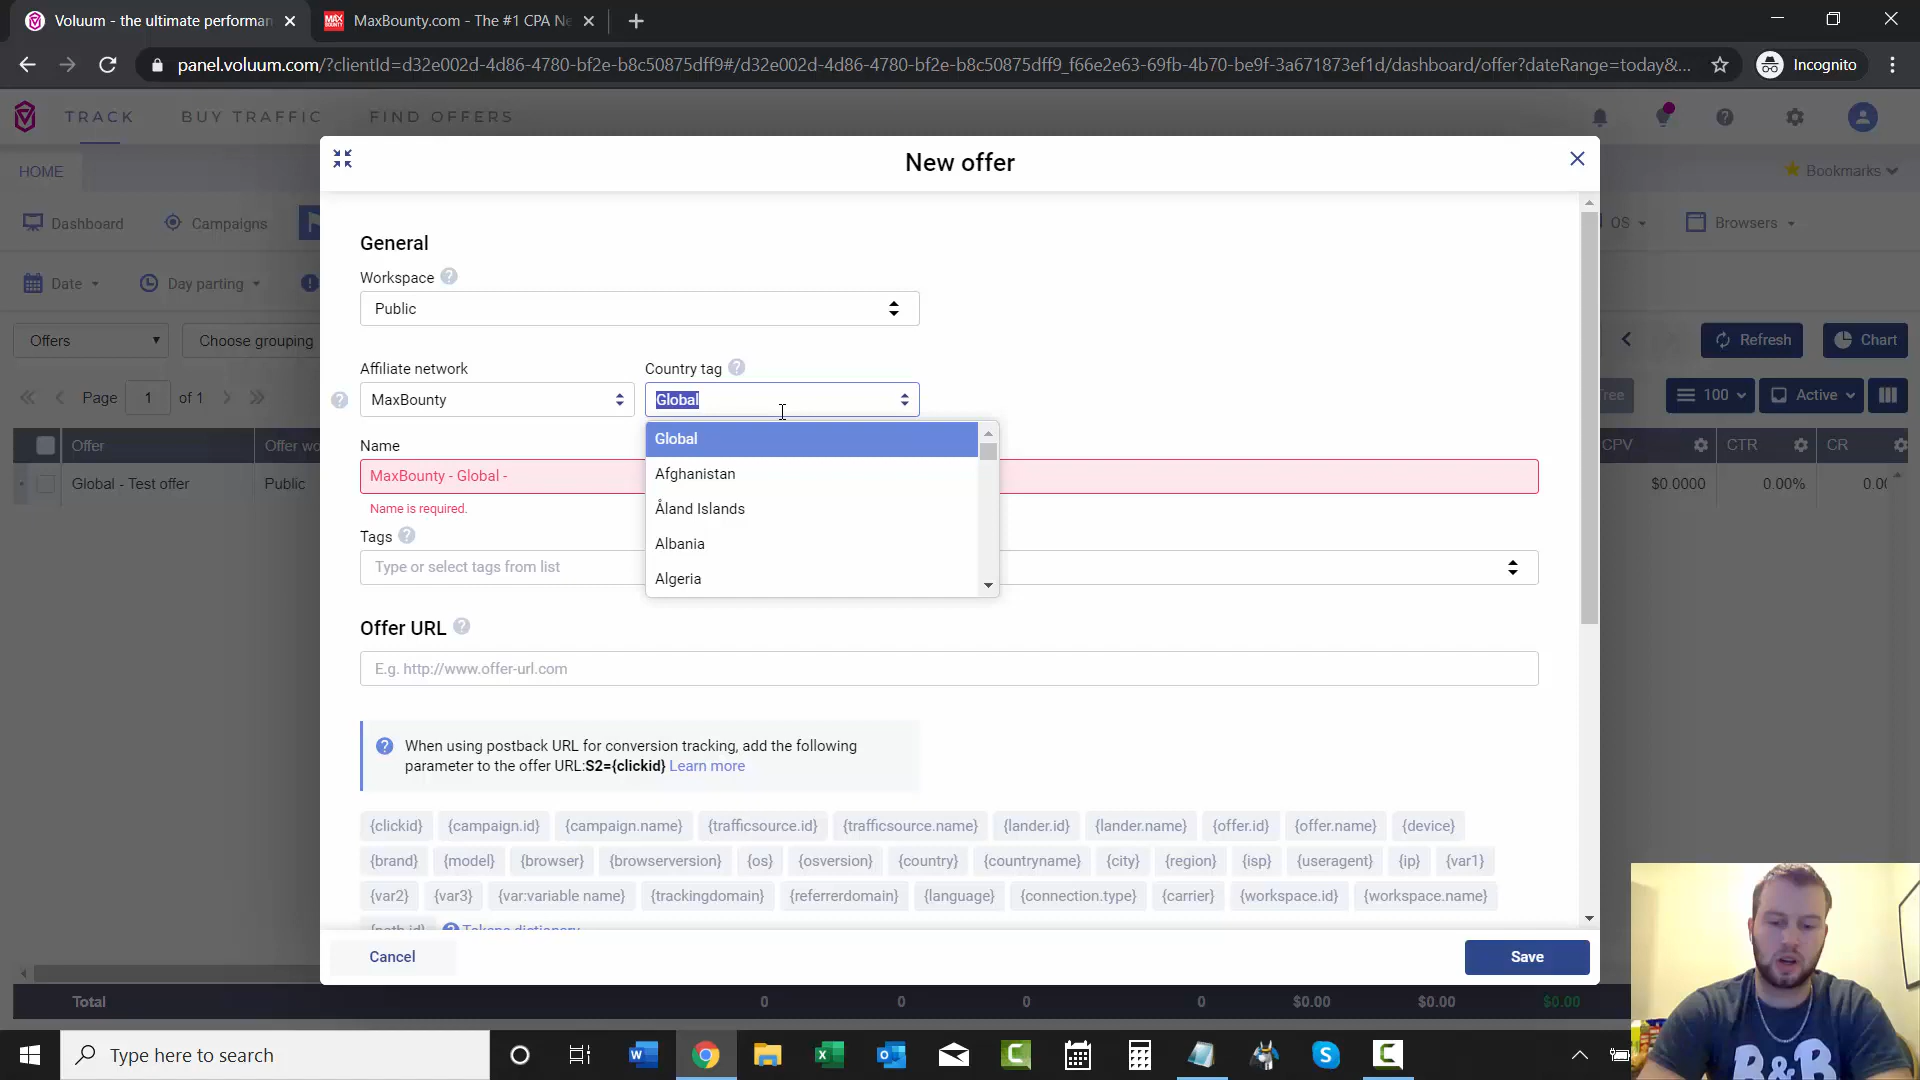 Voluum - the ultimate performan
MaxBounty.com - The #1 CPA Ne
panel.voluum.com/?clientId=d32e002d-4d86-4780-bf2e-b8c50875dff9#/d32e002d-4d86-4780-bf2e-b8c50875dff9_f66e2e63-69fb-4b70-be9f-3a671873ef1d/dashboard/offer?dateRange=today&...
Incognito
TRACK
BUY TRAFFIC
FIND OFFERS
HOME
Bookmarks
New offer
Dashboard
Campaigns
OS
Browsers
Date
Day parting
Offers
Choose grouping
Refresh
Chart
Page 1 of 1
100
Active
Offer
Offer wo
CPV
CTR
CR
Global - Test offer
Public
$0.0000
0.00%
General
Workspace
Public
Affiliate network
Country tag
MaxBounty
Global
Global
Afghanistan
Åland Islands
Albania
Algeria
Name
MaxBounty - Global -
Name is required.
Tags
Type or select tags from list
Offer URL
E.g. http://www.offer-url.com
When using postback URL for conversion tracking, add the following
parameter to the offer URL:S2={clickid} Learn more
{clickid} {campaign.id} {campaign.name} {trafficsource.id} {trafficsource.name} {lander.id} {lander.name} {offer.id} {offer.name} {device}
{brand} {model} {browser} {browserversion} {os} {osversion} {country} {countryname} {city} {region} {isp} {useragent} {ip} {var1}
{var2} {var3} {var:variable name} {trackingdomain} {referrerdomain} {language} {connection.type} {carrier} {workspace.id} {workspace.name}
{path.id} Tokens dictionary
Cancel
Save
Total
0
0
0
0
$0.00
$0.00
$0.00
Type here to search
B&B